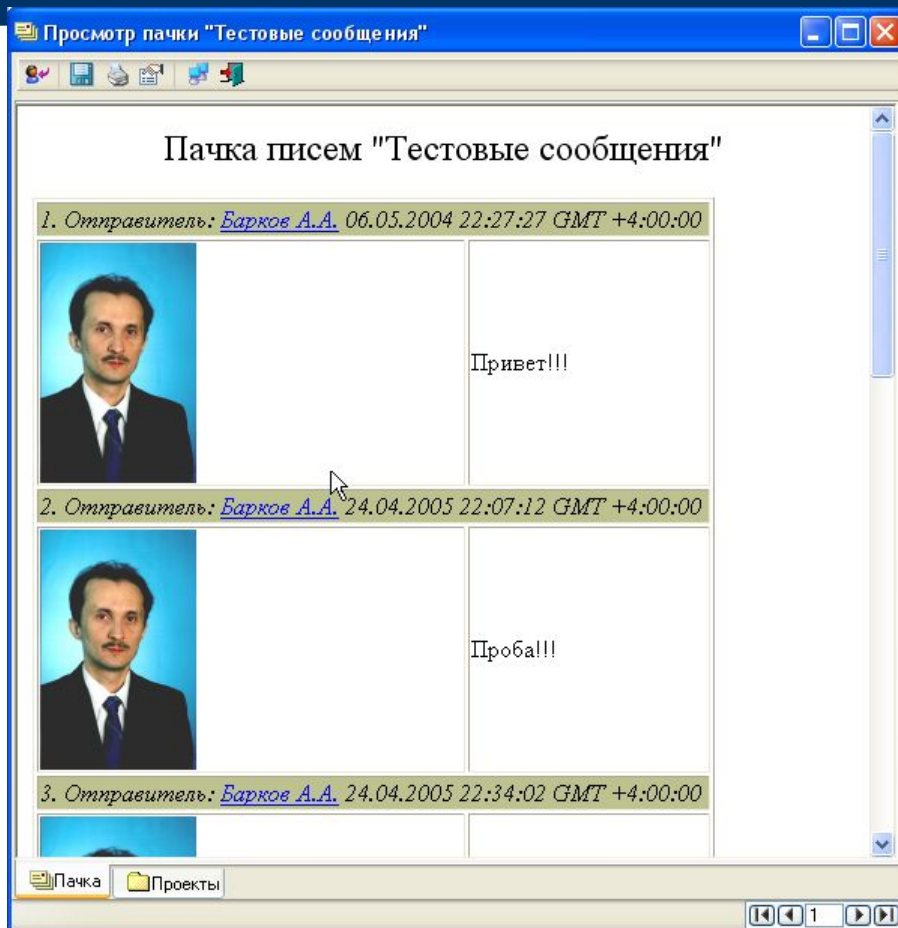 Просмотр пачки "Тестовые сообщения"
Пачка писем "Тестовые сообщения"
1. Отправитель: Барков А.А. 06.05.2004 22:27:27 GMT +4:00:00
Привет!!!
2. Отправитель: Барков А.А. 24.04.2005 22:07:12 GMT +4:00:00
Проба!!!
3. Отправитель: Барков А.А. 24.04.2005 22:34:02 GMT +4:00:00
Пачка Проекты
1